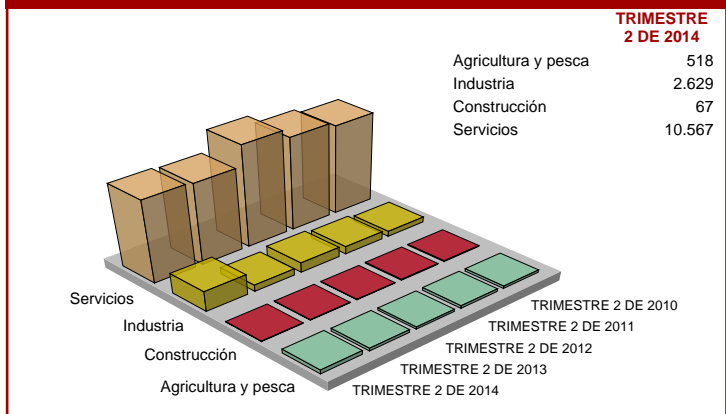 TRIMESTRE
2 DE 2014
Agricultura y pesca 518
Industria 2.629
Construcción 67
Servicios 10.567
Servicios
Industria
Construcción
Agricultura y pesca
TRIMESTRE 2 DE 2010
TRIMESTRE 2 DE 2011
TRIMESTRE 2 DE 2012
TRIMESTRE 2 DE 2013
TRIMESTRE 2 DE 2014